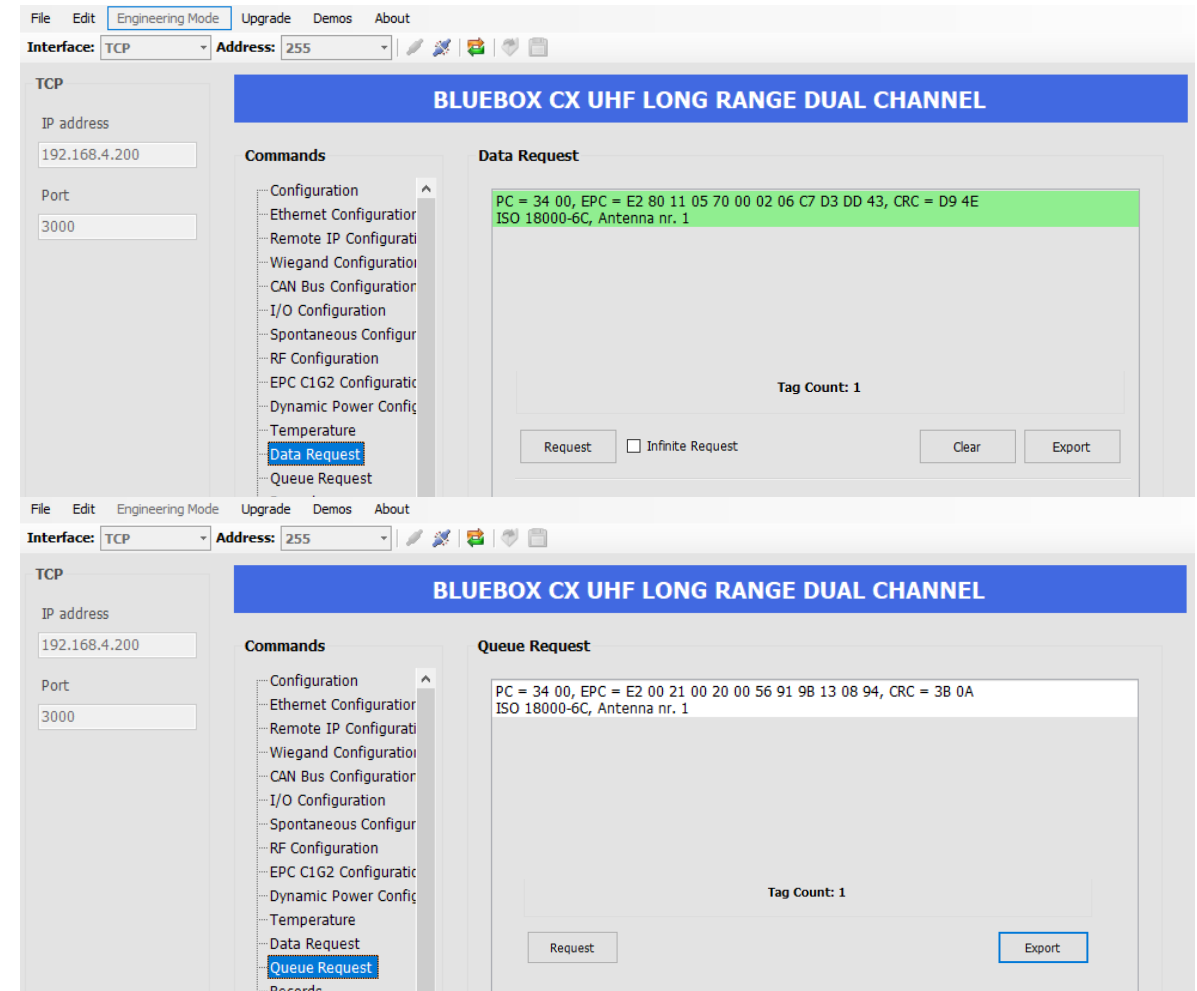 File Edit Engineering Mode Upgrade Demos About
Interface: TCP Address: 255
TCP
IP address
192.168.4.200
Port
3000
BLUEBOX CX UHF LONG RANGE DUAL CHANNEL
Commands
Configuration
Ethernet Configuration
Remote IP Configurati
Wiegand Configuration
CAN Bus Configuration
I/O Configuration
Spontaneous Configur
RF Configuration
EPC C1G2 Configuratic
Dynamic Power Config
Temperature
Data Request
Queue Request
Data Request
PC = 34 00, EPC = E2 80 11 05 70 00 02 06 C7 D3 DD 43, CRC = D9 4E
ISO 18000-6C, Antenna nr. 1
Tag Count: 1
Request Infinite Request Clear Export
File Edit Engineering Mode Upgrade Demos About
Interface: TCP Address: 255
TCP
IP address
192.168.4.200
Port
3000
BLUEBOX CX UHF LONG RANGE DUAL CHANNEL
Commands
Configuration
Ethernet Configuration
Remote IP Configurati
Wiegand Configuration
CAN Bus Configuration
I/O Configuration
Spontaneous Configur
RF Configuration
EPC C1G2 Configuratic
Dynamic Power Config
Temperature
Data Request
Queue Request
Records
Queue Request
PC = 34 00, EPC = E2 00 21 00 20 00 56 91 9B 13 08 94, CRC = 3B 0A
ISO 18000-6C, Antenna nr. 1
Tag Count: 1
Request Export